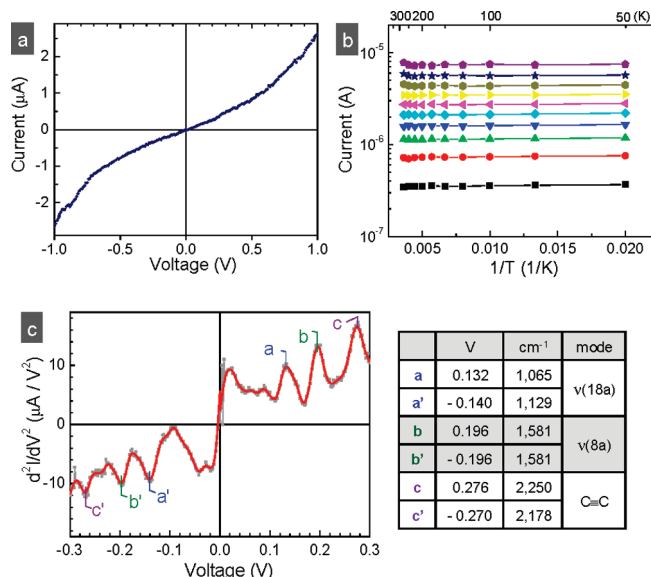 a
Current (μA)
2
1
0
-1
-2
-1.0 -0.5 0.0 0.5 1.0
Voltage (V)
b
300 200 100 50 (K)
Current (A)
10-5
10-6
10-7
0.005 0.010 0.015 0.020
1/T (1/K)
c
d2I/dV2 (μA / V2)
10
0
-10
a
b
c
c'
b'
a'
-0.3 -0.2 -0.1 0.0 0.1 0.2 0.3
Voltage (V)
V cm-1 mode
a 0.132 1,065 ν(18a)
a' - 0.140 1,129
b 0.196 1,581 ν(8a)
b' - 0.196 1,581
c 0.276 2,250 C≡C
c' - 0.270 2,178